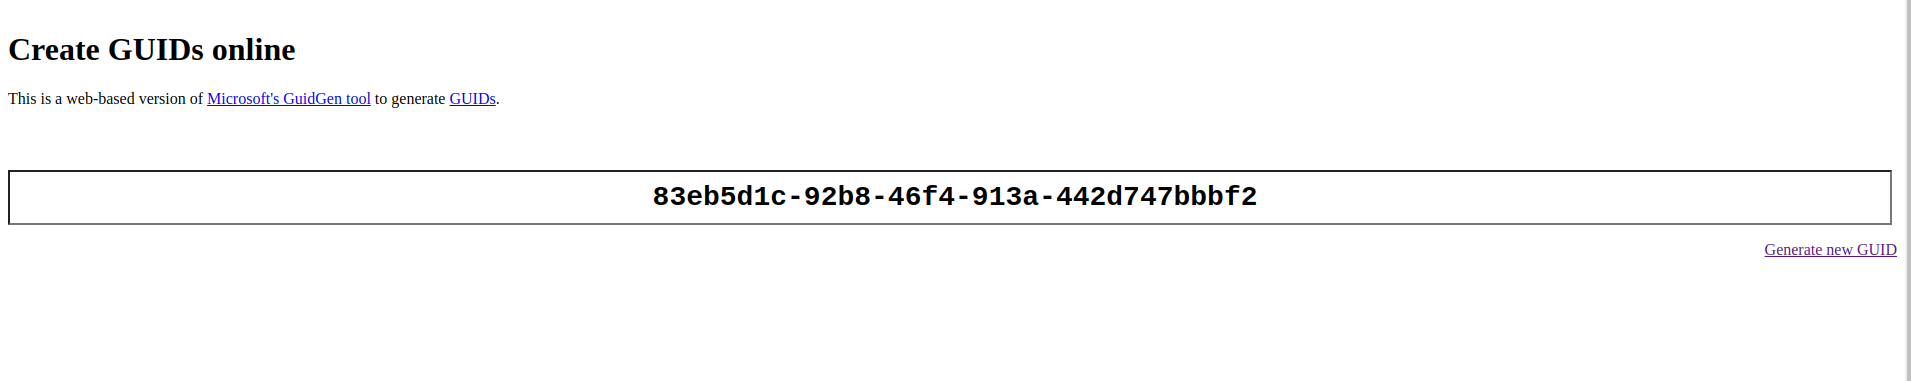 Create GUIDs online
This is a web-based version of Microsoft's GuidGen tool to generate GUIDs.
83eb5d1c-92b8-46f4-913a-442d747bbbf2
Generate new GUID